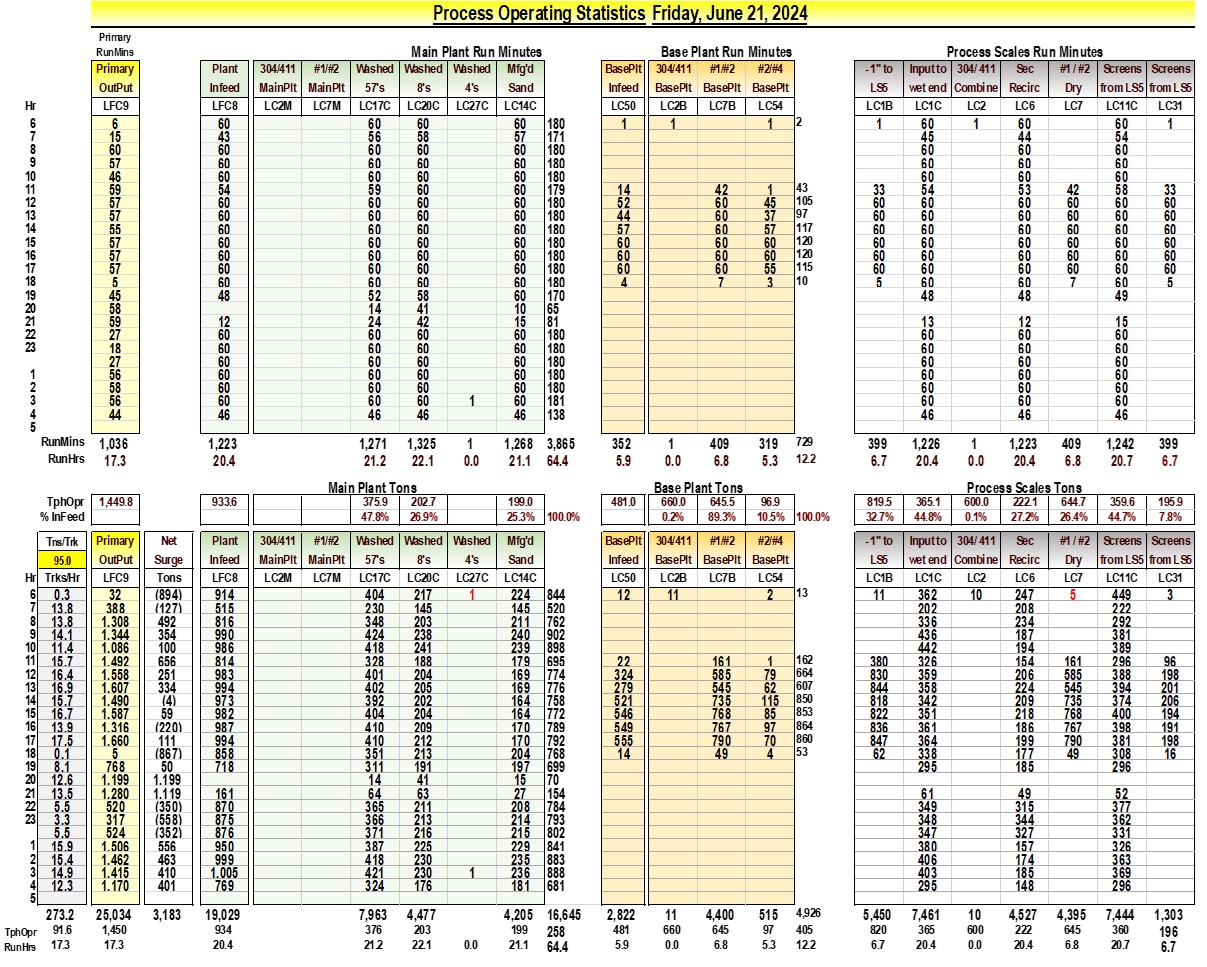 Process Operating Statistics Friday, June 21, 2024
Primary
RunMins Main Plant Run Minutes Base Plant Run Minutes Process Scales Run Minutes
Primary Plant 304/411 #1/#2 Washed Washed Washed Mfg'd BasePlt 304/411 #1/#2 #2/#4 -1" to Input to 304/ 411 Sec #1 / #2 Screens Screens
OutPut Infeed MainPlt MainPlt 57's 8's 4's Sand Infeed BasePlt BasePlt BasePlt LS5 wet end Combine Recirc Dry from LS5 from LS5
Hr LFC9 LFC8 LC2M LC7M LC17C LC20C LC27C LC14C LC50 LC2B LC7B LC54 LC1B LC1C LC2 LC6 LC7 LC11C LC31
6 6 60 60 60 60 180 1 1 1 2 1 60 1 60 60 1
7 15 43 56 58 57 171 45 44 54
8 60 60 60 60 60 180 60 60 60
9 57 60 60 60 60 180 60 60 60
10 46 60 60 60 60 180 60 60 60
11 59 54 59 60 60 179 14 42 1 43 33 54 53 42 58 33
12 57 60 60 60 60 180 52 60 45 105 60 60 60 60 60 60
13 57 60 60 60 60 180 44 60 37 97 60 60 60 60 60 60
14 55 60 60 60 60 180 57 60 57 117 60 60 60 60 60 60
15 57 60 60 60 60 180 60 60 60 120 60 60 60 60 60 60
16 57 60 60 60 60 180 60 60 60 120 60 60 60 60 60 60
17 57 60 60 60 60 180 60 60 55 115 60 60 60 60 60 60
18 5 60 60 60 60 180 4 7 3 10 5 60 60 7 60 5
19 45 48 52 58 60 170 48 48 49
20 58 14 41 10 65
21 59 12 24 42 15 81 13 12 15
22 27 60 60 60 60 180 60 60 60
23 18 60 60 60 60 180 60 60 60
27 60 60 60 60 180 60 60 60
1 56 60 60 60 60 180 60 60 60
2 58 60 60 60 60 180 60 60 60
3 56 60 60 60 1 60 181 60 60 60
4 44 46 46 46 46 138 46 46 46
5
RunMins 1,036 1,223 1,271 1,325 1 1,268 3,865 352 1 409 319 729 399 1,226 1 1,223 409 1,242 399
RunHrs 17.3 20.4 21.2 22.1 0.0 21.1 64.4 5.9 0.0 6.8 5.3 12.2 6.7 20.4 0.0 20.4 6.8 20.7 6.7
Main Plant Tons Base Plant Tons Process Scales Tons
TphOpr 1,449.8 933.6 375.9 202.7 199.0 481.0 660.0 645.5 96.9 819.5 365.1 600.0 222.1 644.7 359.6 195.9
% InFeed 47.8% 26.9% 25.3% 100.0% 0.2% 89.3% 10.5% 100.0% 32.7% 44.8% 0.1% 27.2% 26.4% 44.7% 7.8%
Tns/Trk Primary Net Plant 304/411 #1/#2 Washed Washed Washed Mfg'd BasePlt 304/411 #1/#2 #2/#4 -1" to Input to 304/ 411 Sec #1 / #2 Screens Screens
95.0 OutPut Surge Infeed MainPlt MainPlt 57's 8's 4's Sand Infeed BasePlt BasePlt BasePlt LS5 wet end Combine Recirc Dry from LS5 from LS5
Hr Trks/Hr LFC9 Tons LFC8 LC2M LC7M LC17C LC20C LC27C LC14C LC50 LC2B LC7B LC54 LC1B LC1C LC2 LC6 LC7 LC11C LC31
6 0.3 32 (894) 914 404 217 1 224 844 12 11 2 13 11 362 10 247 5 449 3
7 13.8 388 (127) 515 230 145 145 520 202 208 222
8 13.8 1.308 492 816 348 203 211 762 336 234 292
9 14.1 1.344 354 990 424 238 240 902 436 187 381
10 11.4 1.086 100 986 418 241 239 898 442 194 389
11 15.7 1.492 656 814 328 188 179 695 22 161 1 162 380 326 154 161 296 96
12 16.4 1.558 251 983 401 204 169 774 324 585 79 664 830 359 206 585 388 198
13 16.9 1.607 334 994 402 205 169 776 279 545 62 607 844 358 224 545 394 201
14 15.7 1.490 (4) 973 392 202 164 758 521 735 115 850 818 342 209 735 374 206
15 16.7 1.587 59 982 404 204 164 772 546 768 85 853 822 351 218 768 400 194
16 13.9 1.316 (220) 987 410 209 170 789 549 767 97 864 836 361 186 767 398 191
17 17.5 1.660 111 994 410 212 170 792 555 790 70 860 847 364 199 790 381 198
18 0.1 5 (867) 858 351 213 204 768 14 49 4 53 62 338 177 49 308 16
19 8.1 768 50 718 311 191 197 699 295 185 296
20 12.6 1.199 1.199 14 41 15 70
21 13.5 1.280 1.119 161 64 63 27 154 61 49 52
22 5.5 520 (350) 870 365 211 208 784 349 315 377
23 3.3 317 (558) 875 366 213 214 793 348 344 362
5.5 524 (352) 876 371 216 215 802 347 327 331
1 15.9 1.506 556 950 387 225 229 841 380 157 326
2 15.4 1.462 463 999 418 230 235 883 406 174 363
3 14.9 1.415 410 1.005 421 230 1 236 888 403 185 369
4 12.3 1.170 401 769 324 176 181 681 295 148 296
5
273.2 25,034 3,183 19,029 7,963 4,477 4,205 16,645 2,822 11 4,400 515 4,926 5,450 7,461 10 4,527 4,395 7,444 1,303
TphOpr 91.6 1,450 934 376 203 199 258 481 660 645 97 405 820 365 600 222 645 360 196
RunHrs 17.3 17.3 20.4 21.2 22.1 0.0 21.1 64.4 5.9 0.0 6.8 5.3 12.2 6.7 20.4 0.0 20.4 6.8 20.7 6.7